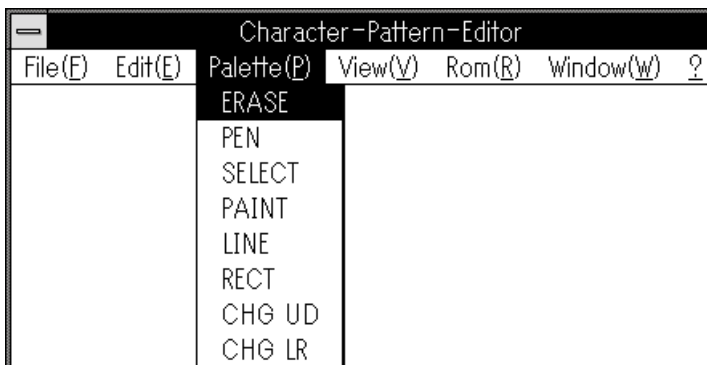 Character-Pattern-Editor
File(F) Edit(E) Palette(P) View(V) Rom(R) Window(W) ?
ERASE
PEN
SELECT
PAINT
LINE
RECT
CHG UD
CHG LR